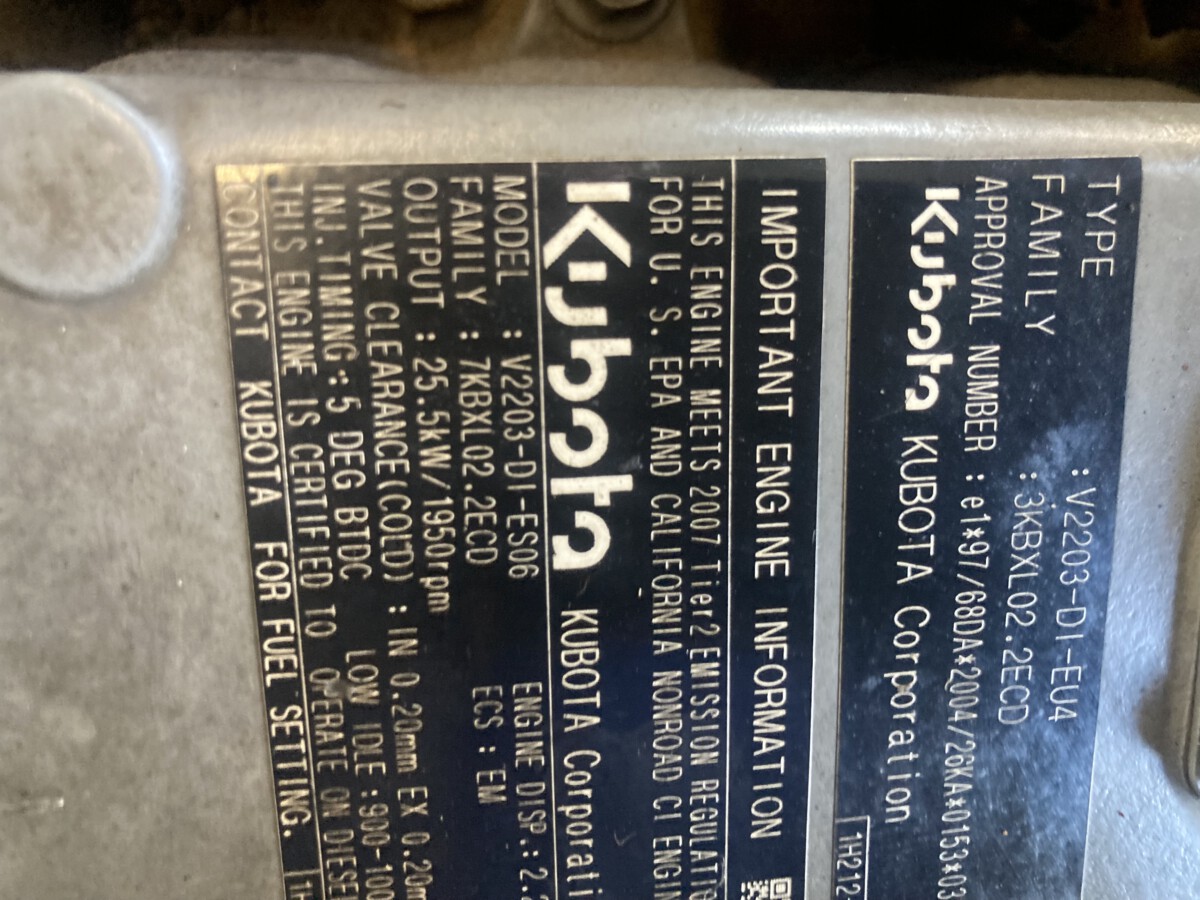 TYPE : V2203-DI-EU4
FAMILY : 3KBXL02.2ECD
APPROVAL NUMBER : e1*97/68DA*2004/26KA*0153*03
Kubota KUBOTA Corporation
1H212-
IMPORTANT ENGINE INFORMATION
THIS ENGINE MEETS 2007 Tier2 EMISSION REGULATIO
FOR U. S. EPA AND CALIFORNIA NONROAD CI ENGIN
Kubota KUBOTA Corporati
MODEL : V2203-DI-ES06 ENGINE DISP.: 2.2
FAMILY : 7KBXL02.2ECD ECS : EM
OUTPUT : 25.5kW/1950rpm
VALVE CLEARANCE(COLD) : IN 0.20mm EX 0.20m
INJ.TIMING : 5 DEG BTDC LOW IDLE : 900-100
THIS ENGINE IS CERTIFIED TO OPERATE ON DIESE
CONTACT KUBOTA FOR FUEL SETTING.
1H